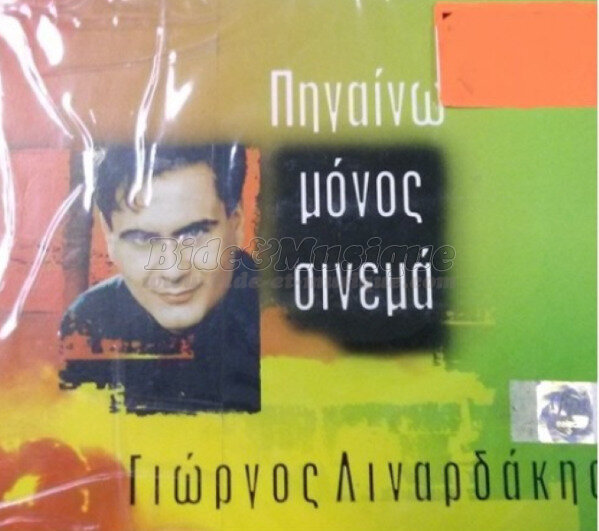 Πηγαίνω
μόνος
σινεμά
Bide&Musique
Γιώργος Λιναρδάκης